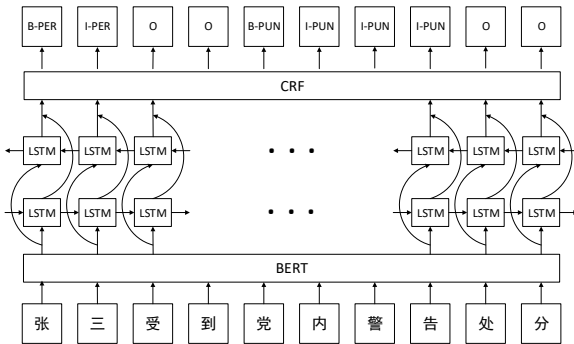 B-PER I-PER O O B-PUN I-PUN I-PUN I-PUN O O
CRF
LSTM LSTM LSTM LSTM LSTM LSTM
LSTM LSTM LSTM LSTM LSTM LSTM
BERT
张 三 受 到 党 内 警 告 处 分